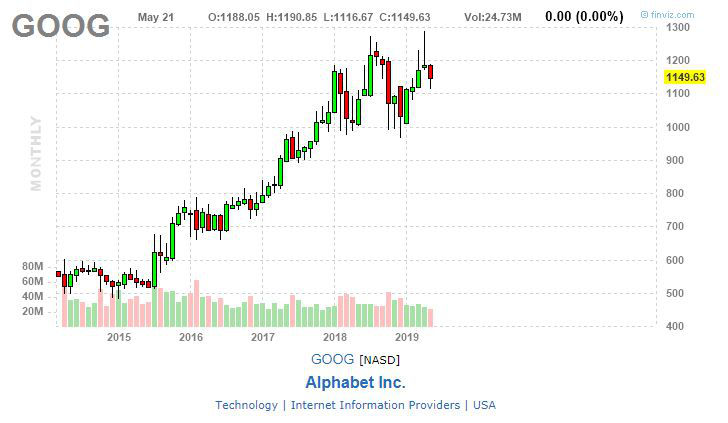 GOOG
May 21 O:1188.05 H:1190.85 L:1116.67 C:1149.63 Vol:24.73M 0.00 (0.00%) © finviz.com
MONTHLY
1300
1200
1149.63
1100
1000
900
800
700
600
500
400
80M
60M
40M
20M
2015 2016 2017 2018 2019
GOOG [NASD]
Alphabet Inc.
Technology | Internet Information Providers | USA